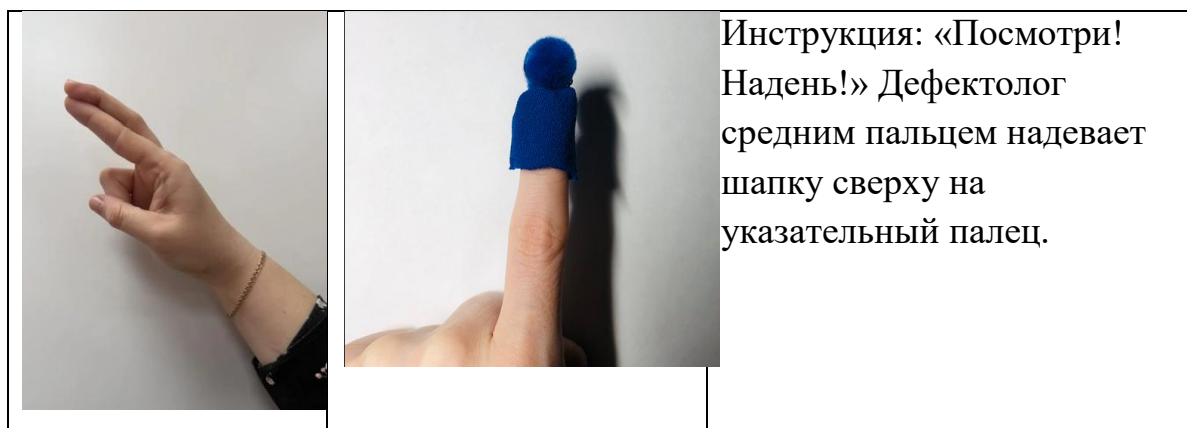 Инструкция: «Посмотри!
Надень!» Дефектолог
средним пальцем надевает
шапку сверху на
указательный палец.